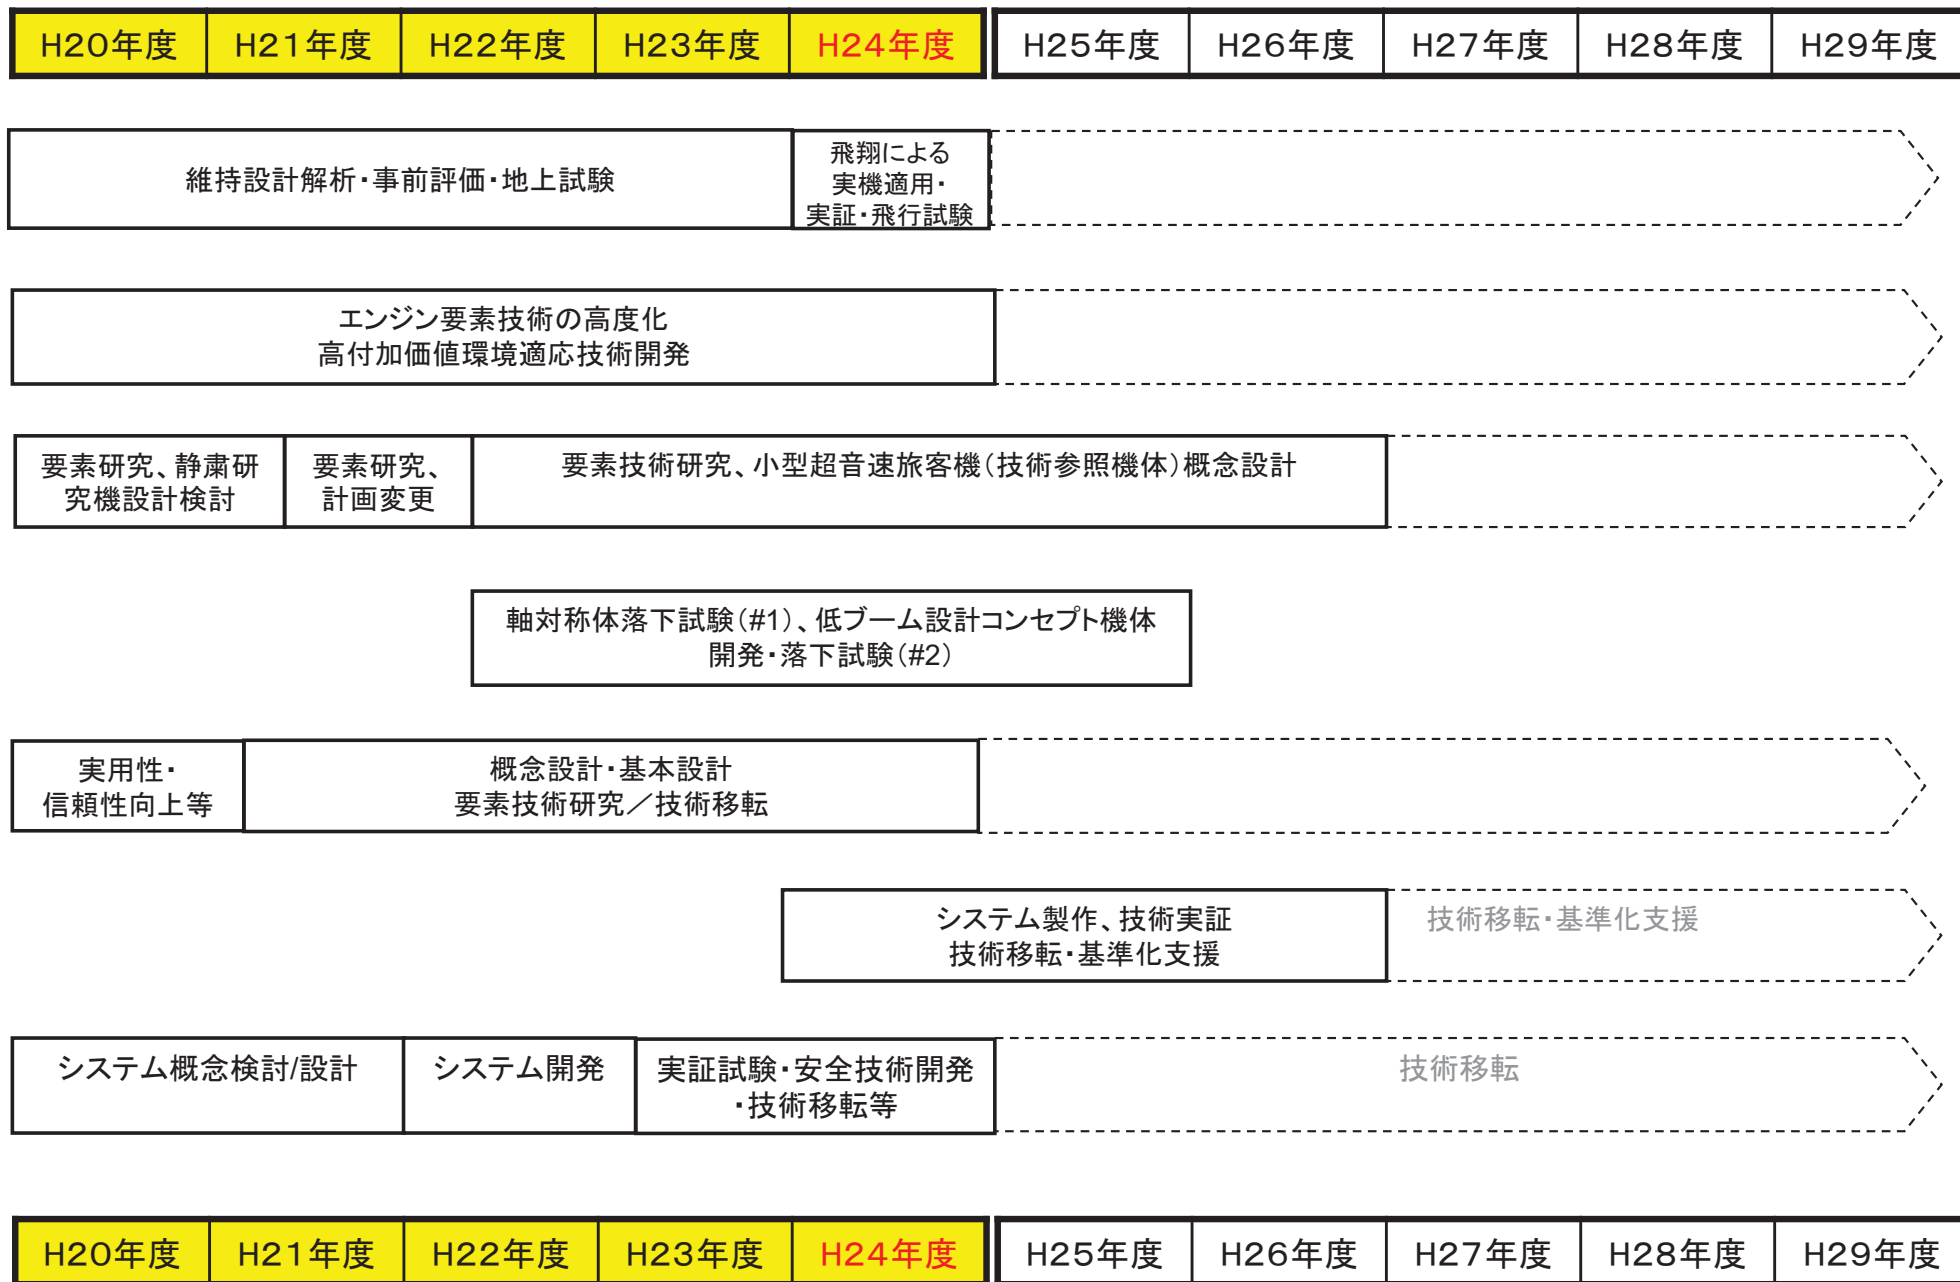 H20年度 H21年度 H22年度 H23年度 H24年度 H25年度 H26年度 H27年度 H28年度 H29年度
維持設計解析・事前評価・地上試験
飛翔による
実機適用・
実証・飛行試験
エンジン要素技術の高度化
高付加価値環境適応技術開発
要素研究、静粛研
究機設計検討
要素研究、
計画変更
要素技術研究、小型超音速旅客機（技術参照機体）概念設計
軸対称体落下試験（#1）、低ブーム設計コンセプト機体
開発・落下試験（#2）
実用性・
信頼性向上等
概念設計・基本設計
要素技術研究／技術移転
システム製作、技術実証
技術移転・基準化支援
技術移転・基準化支援
システム概念検討/設計
システム開発
実証試験・安全技術開発
・技術移転等
技術移転
H20年度 H21年度 H22年度 H23年度 H24年度 H25年度 H26年度 H27年度 H28年度 H29年度